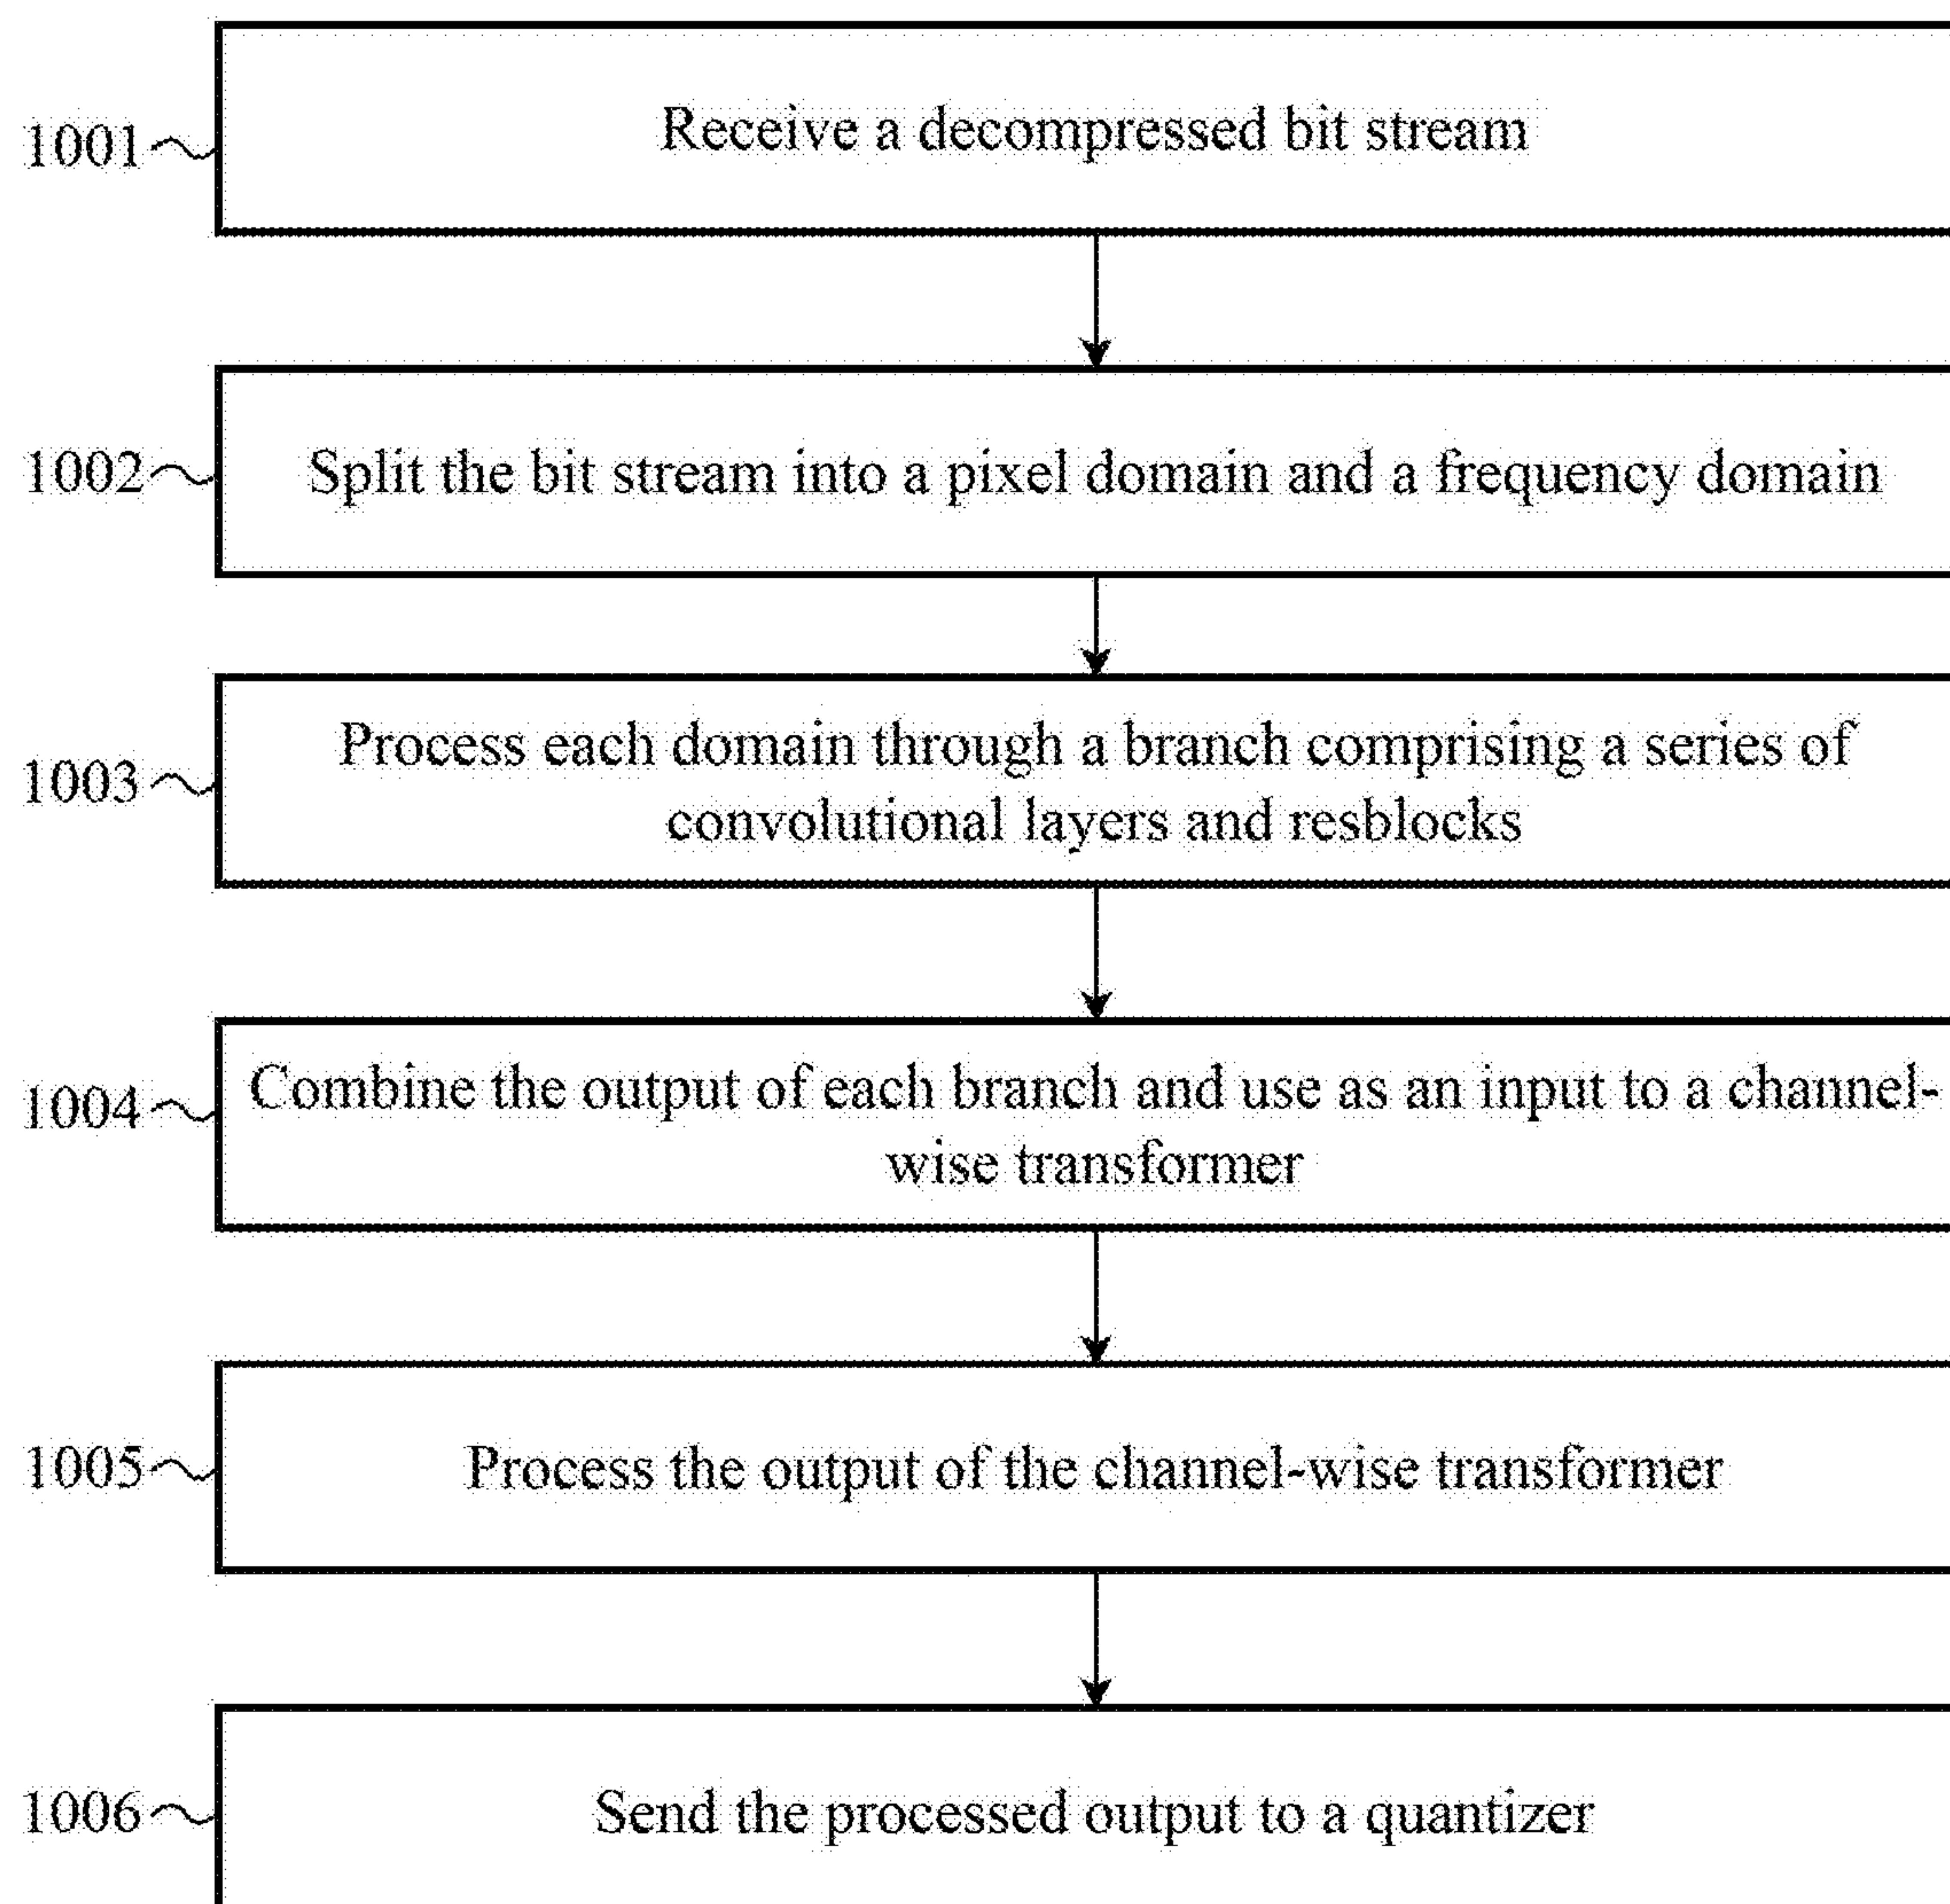 1001
Receive a decompressed bit stream
1002
Split the bit stream into a pixel domain and a frequency domain
1003
Process each domain through a branch comprising a series of
convolutional layers and resblocks
1004
Combine the output of each branch and use as an input to a channel-
wise transformer
1005
Process the output of the channel-wise transformer
1006
Send the processed output to a quantizer